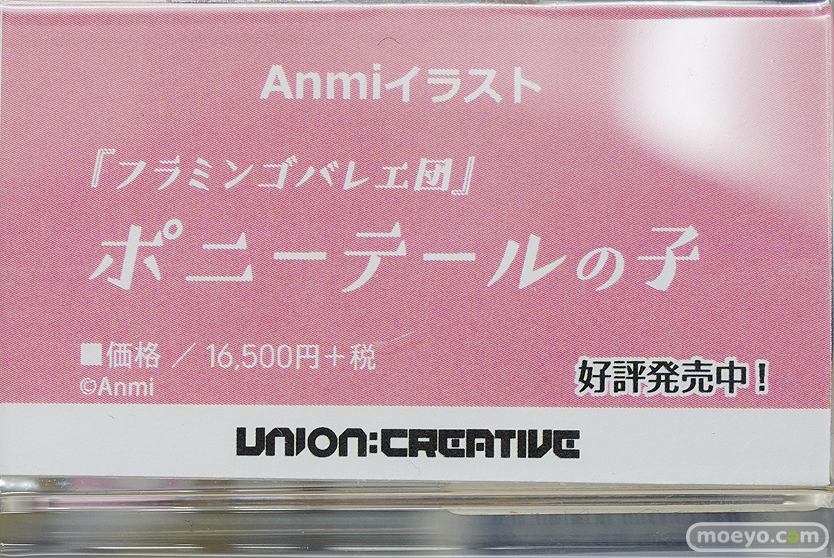 Anmiイラスト
『フラミンゴバレエ団』
ポニーテールの子
■価格 ／ 16,500円＋税
©Anmi
好評発売中！
UNION:CREATIVE
moeyo.com